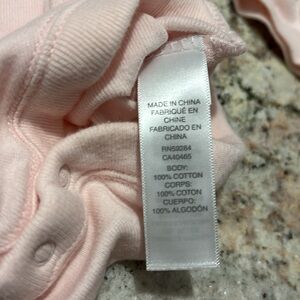 MADE IN CHINA
FABRIQUÉ EN
CHINE
FABRICADO EN
CHINA
RN59284
CA40465
BODY:
100% COTTON
CORPS:
100% COTON
CUERPO:
100% ALGODÓN